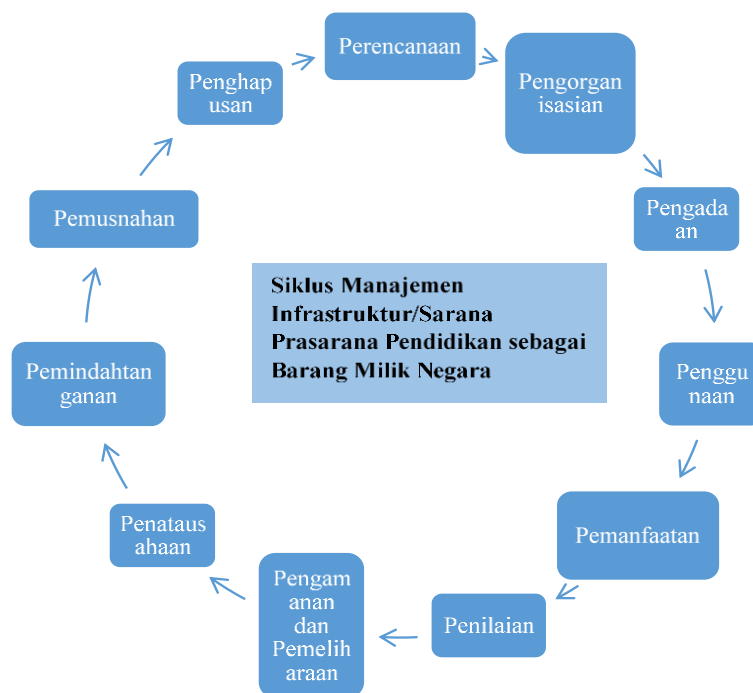 Perencanaan
Pengorgan
isasian
Pengada
an
Penggu
naan
Pemanfaatan
Penilaian
Pengam
anan
dan
Pemelih
araan
Penataus
ahaan
Pemindahtan
ganan
Pemusnahan
Penghap
usan
Siklus Manajemen
Infrastruktur/Sarana
Prasarana Pendidikan sebagai
Barang Milik Negara